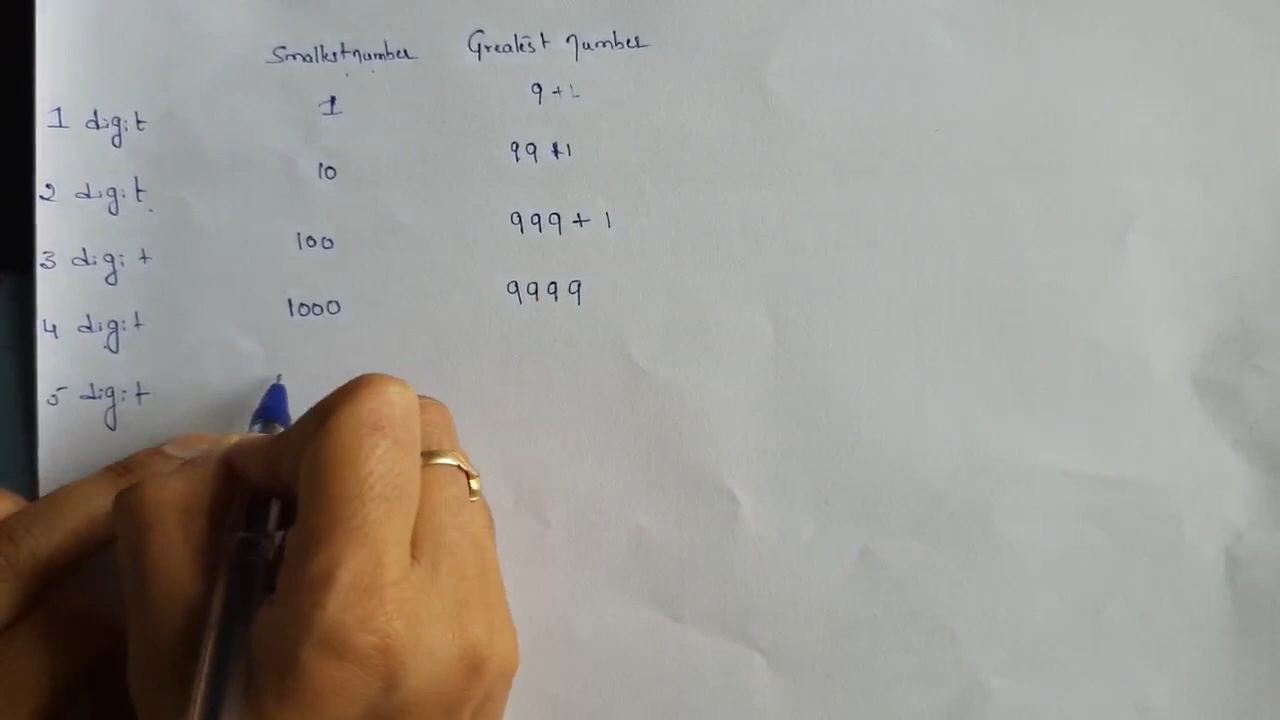 Smallest number Greatest number
1 digit 1 9 + 1
2 digit 10 99 + 1
3 digit 100 999 + 1
4 digit 1000 9999
5 digit